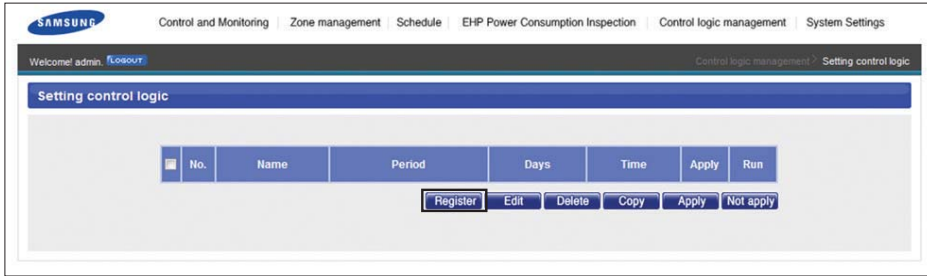 SAMSUNG Control and Monitoring Zone management Schedule EHP Power Consumption Inspection Control logic management System Settings
Welcome! admin. LOGOUT Control logic management > Setting control logic
Setting control logic
No. Name Period Days Time Apply Run
Register Edit Delete Copy Apply Not apply